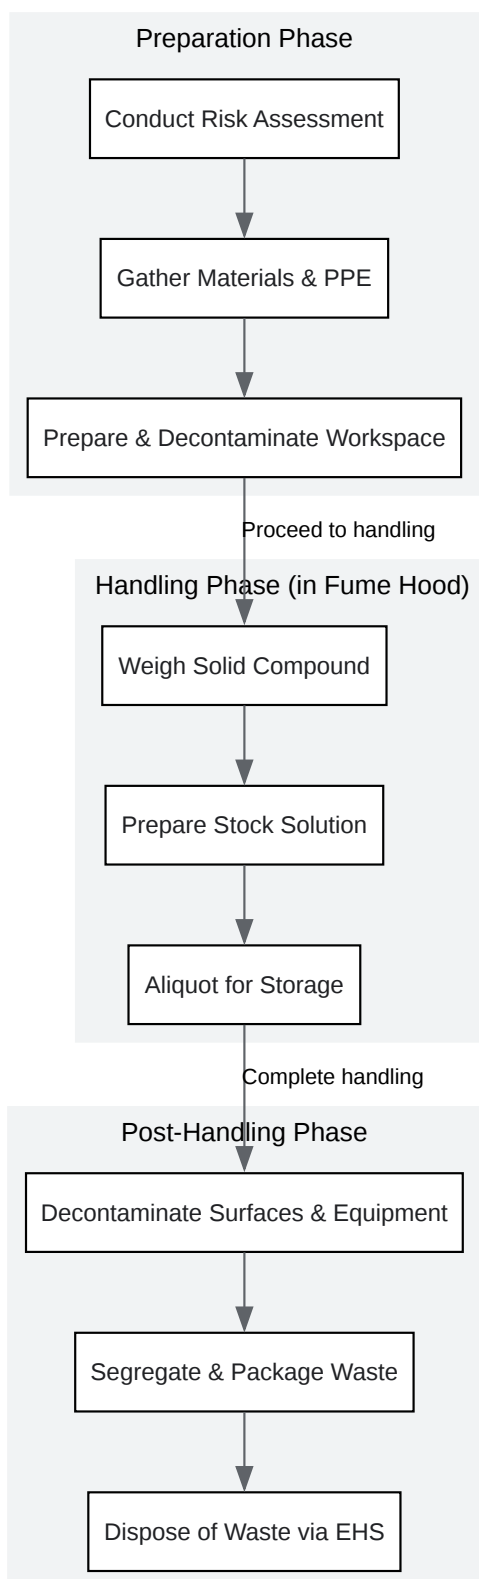 Preparation Phase
Conduct Risk Assessment
Gather Materials & PPE
Prepare & Decontaminate Workspace
Proceed to handling
Handling Phase (in Fume Hood)
Weigh Solid Compound
Prepare Stock Solution
Aliquot for Storage
Complete handling
Post-Handling Phase
Decontaminate Surfaces & Equipment
Segregate & Package Waste
Dispose of Waste via EHS